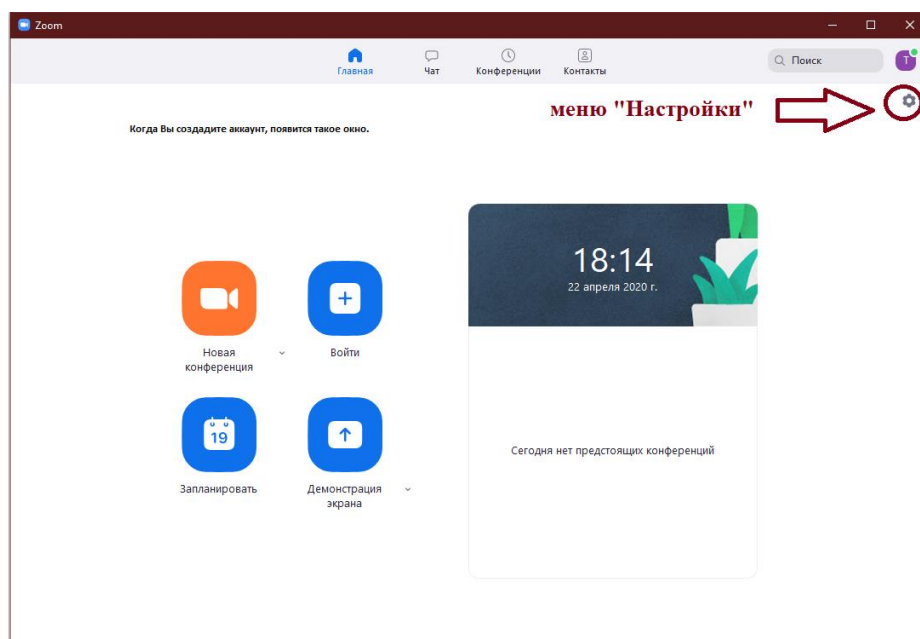 Zoom
Главная
Чат
Конференции
Контакты
Поиск
T
меню "Настройки"
Когда Вы создадите аккаунт, появится такое окно.
18:14
22 апреля 2020 г.
Новая
конференция
Войти
19
Запланировать
Демонстрация
экрана
Сегодня нет предстоящих конференций